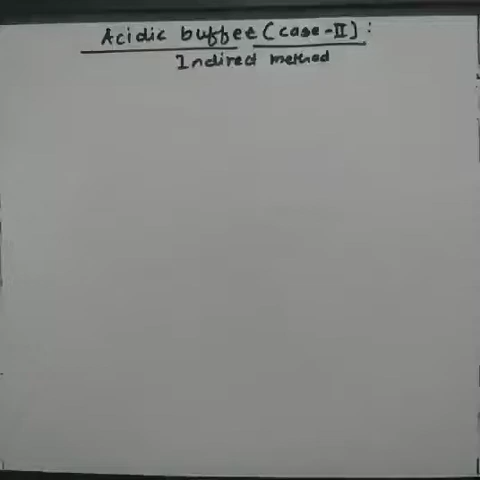 Acidic buffer (case-II) :
Indirect method